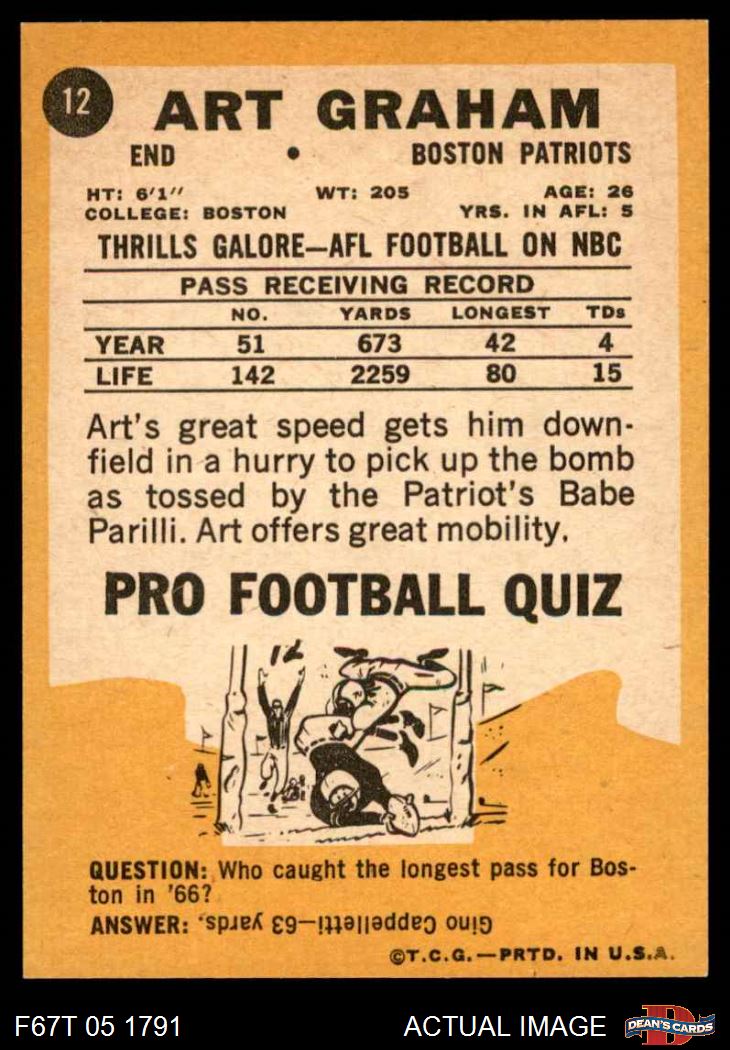 12
ART GRAHAM
END • BOSTON PATRIOTS
HT: 6'1" WT: 205 AGE: 26
COLLEGE: BOSTON YRS. IN AFL: 5
THRILLS GALORE—AFL FOOTBALL ON NBC
PASS RECEIVING RECORD
NO. YARDS LONGEST TDs
YEAR 51 673 42 4
LIFE 142 2259 80 15
Art's great speed gets him down-
field in a hurry to pick up the bomb
as tossed by the Patriot's Babe
Parilli. Art offers great mobility.
PRO FOOTBALL QUIZ
12
QUESTION: Who caught the longest pass for Bos-
ton in '66?
ANSWER: Gino Cappelletti—63 yards.
©T.C.G.—PRTD. IN U.S.A.
F67T 05 1791 ACTUAL IMAGE D DEAN'S CARDS